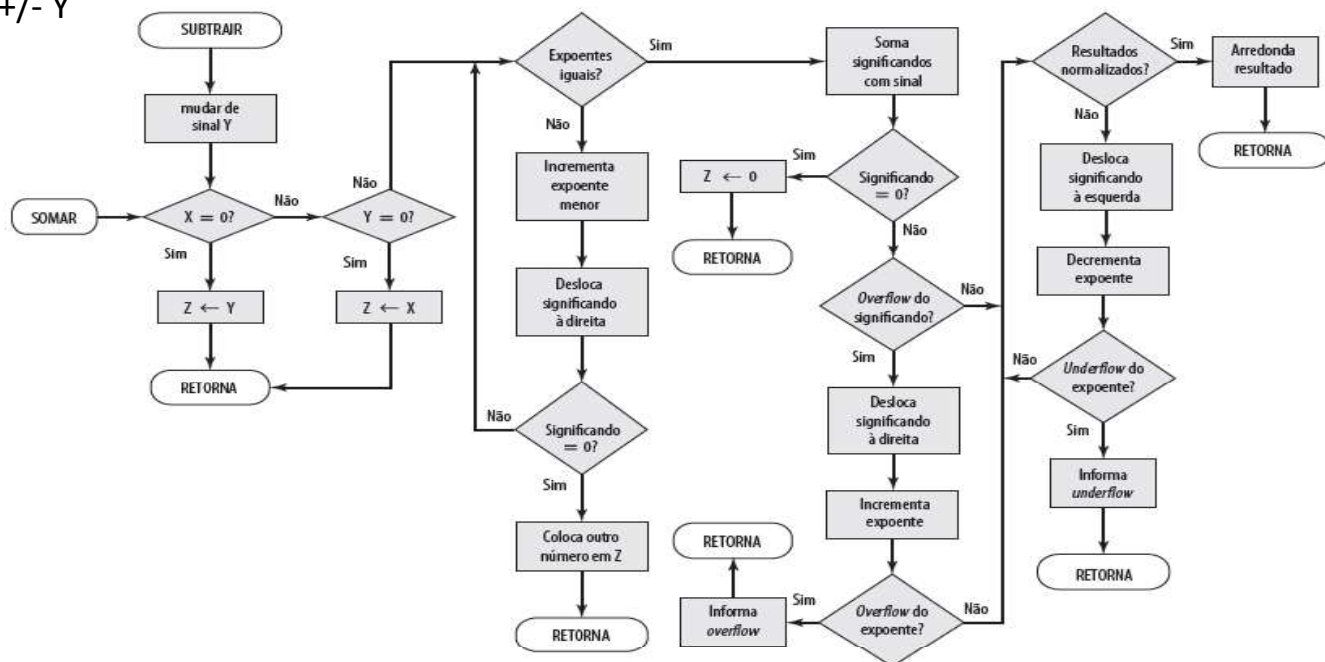 +/- Y
SUBTRAIR
mudar de
sinal Y
SOMAR
X = 0?
Não
Sim
Z ← Y
RETORNA
Y = 0?
Não
Sim
Z ← X
Expoentes
iguais?
Sim
Não
Incrementa
expoente
menor
Desloca
significando
à direita
Significando
= 0?
Não
Sim
Coloca outro
número em Z
RETORNA
Soma
significandos
com sinal
Significando
= 0?
Sim
Z ← 0
RETORNA
Não
Overflow do
significando?
Não
Sim
Desloca
significando
à direita
Incrementa
expoente
Overflow do
expoente?
Sim
Informa
overflow
RETORNA
Não
Resultados
normalizados?
Sim
Arredonda
resultado
RETORNA
Não
Desloca
significando
à esquerda
Decrementa
expoente
Underflow do
expoente?
Não
Sim
Informa
underflow
RETORNA